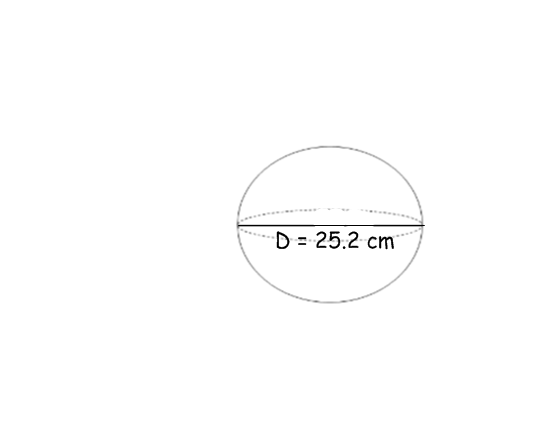 D = 25.2 cm